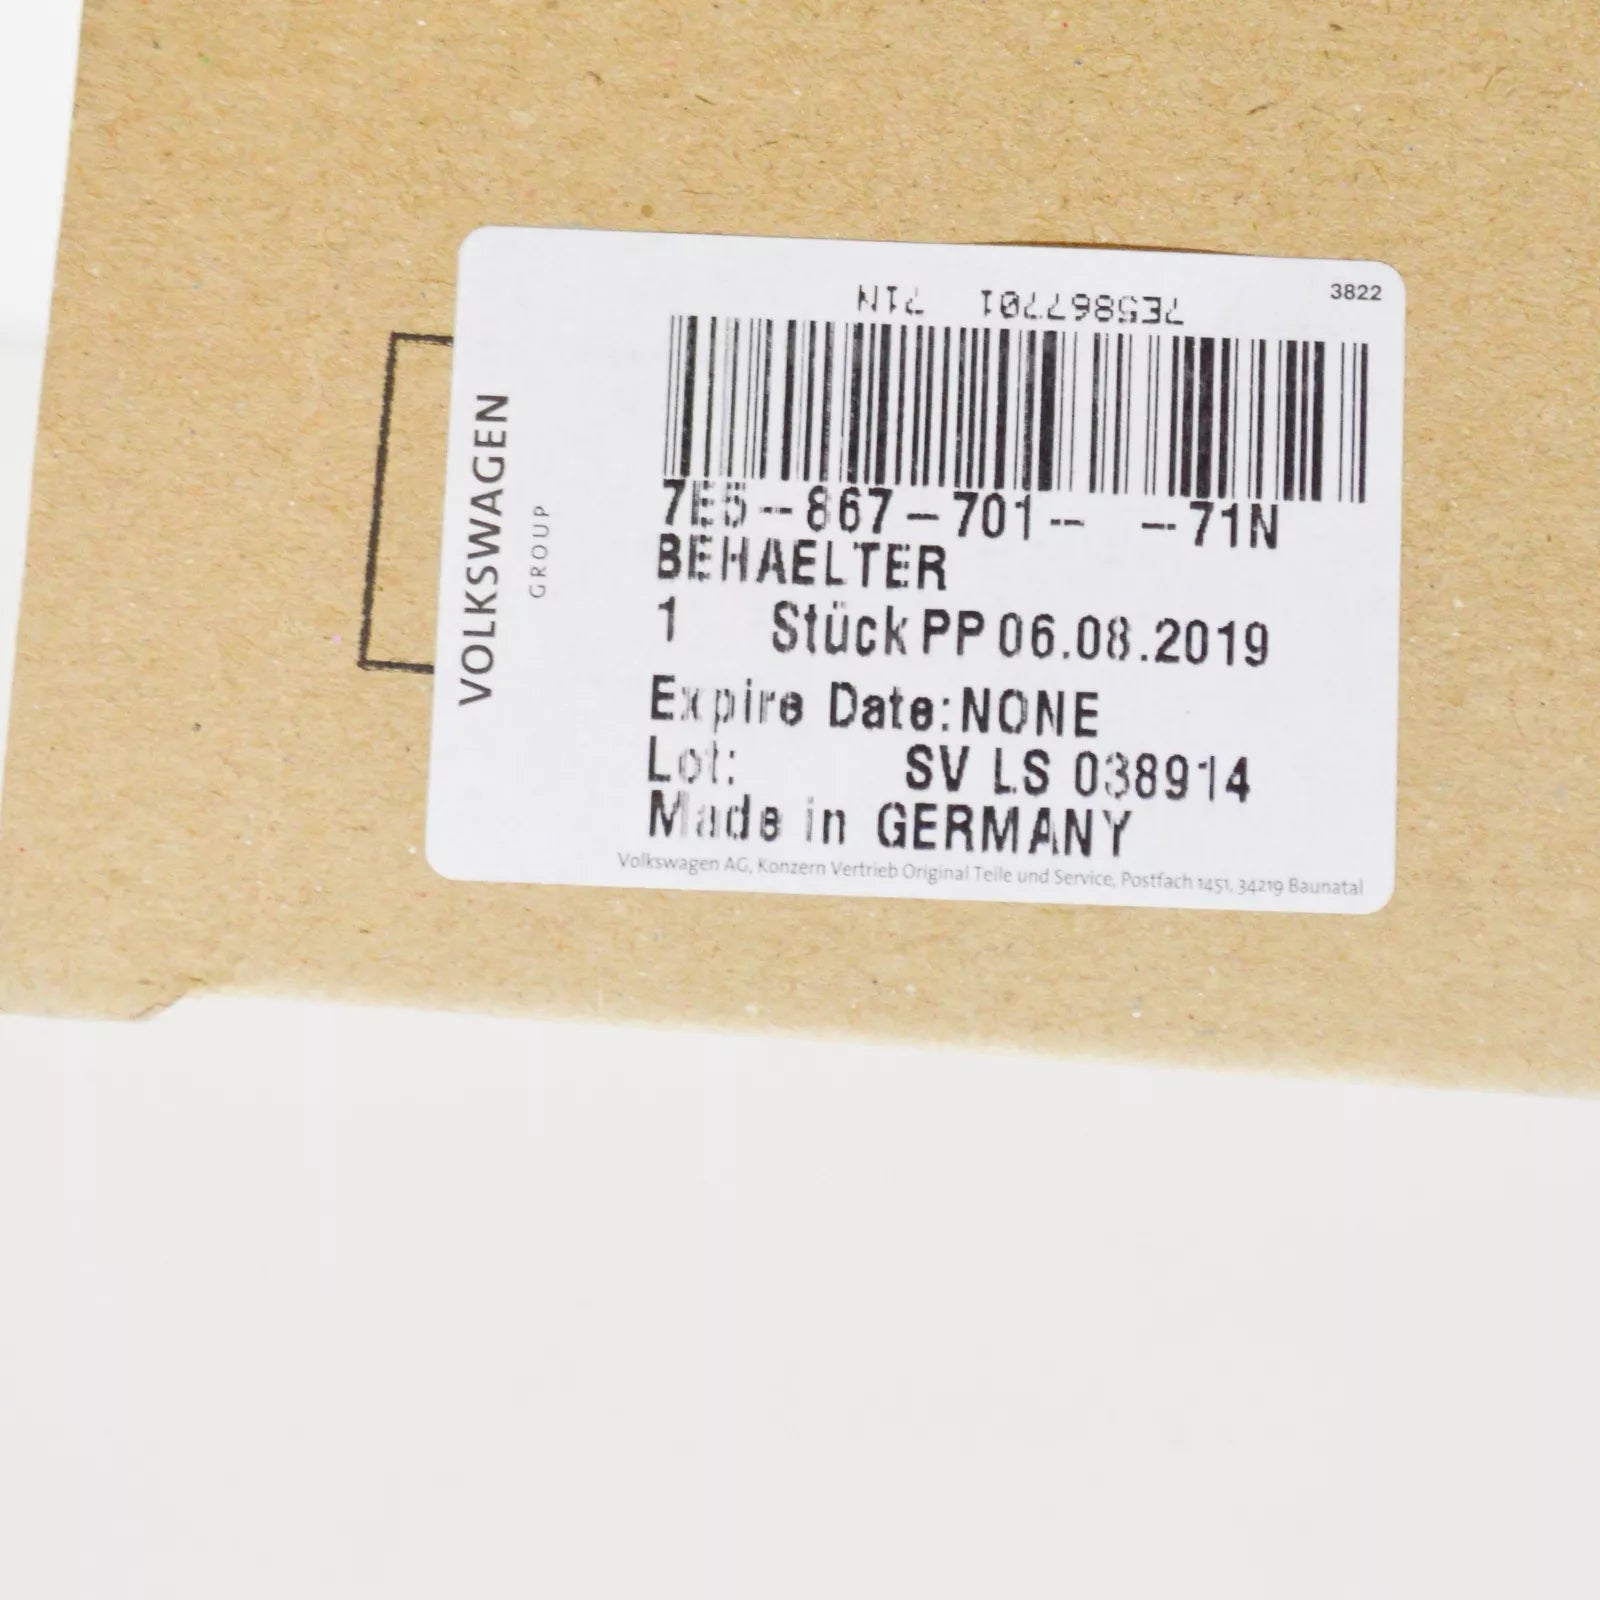 3822
7E5867701 71N
VOLKSWAGEN
GROUP
7E5--867-701-- --71N
BEHAELTER
1 Stück PP 06.08.2019
Expire Date:NONE
Lot: SV LS 038914
Made in GERMANY
Volkswagen AG, Konzern Vertrieb Original Teile und Service, Postfach 1451, 34219 Baunatal